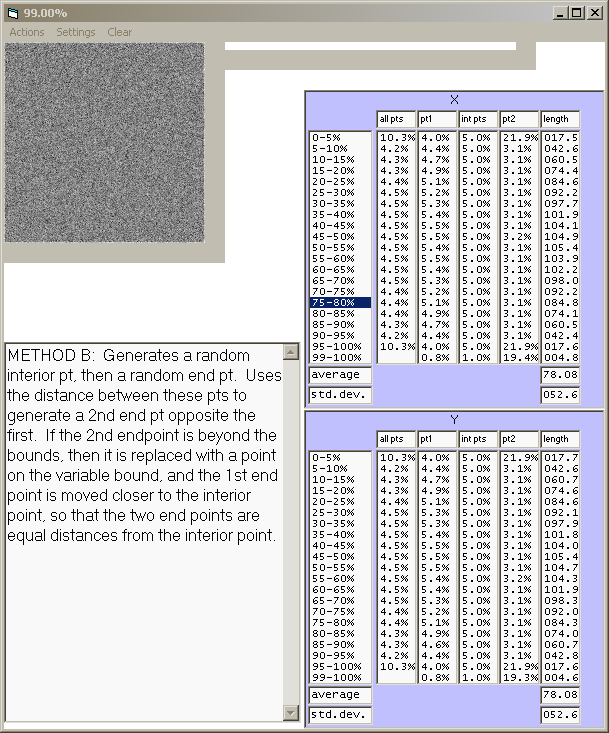 99.00%
Actions Settings Clear
X
all pts pt1 int pts pt2 length
0-5% 10.3% 4.0% 5.0% 21.9% 017.5
5-10% 4.2% 4.4% 5.0% 3.1% 042.6
10-15% 4.3% 4.7% 5.0% 3.1% 060.5
15-20% 4.3% 4.9% 5.0% 3.1% 074.4
20-25% 4.4% 5.1% 5.0% 3.1% 084.6
25-30% 4.4% 5.2% 5.0% 3.1% 092.2
30-35% 4.5% 5.3% 5.0% 3.1% 097.7
35-40% 4.5% 5.4% 5.0% 3.1% 101.9
40-45% 4.5% 5.5% 5.0% 3.1% 104.1
45-50% 4.5% 5.5% 5.0% 3.2% 104.9
50-55% 4.5% 5.4% 5.0% 3.1% 105.1
55-60% 4.5% 5.5% 5.0% 3.1% 103.9
60-65% 4.5% 5.4% 5.0% 3.1% 102.2
65-70% 4.5% 5.3% 5.0% 3.1% 098.0
70-75% 4.4% 5.2% 5.0% 3.1% 092.2
75-80% 4.4% 5.1% 5.0% 3.1% 084.8
80-85% 4.4% 4.9% 5.0% 3.1% 074.1
85-90% 4.3% 4.7% 5.0% 3.1% 060.5
90-95% 4.2% 4.4% 5.0% 3.1% 042.4
95-100% 10.3% 4.0% 5.0% 21.9% 017.6
99-100% 0.8% 1.0% 19.4% 004.8
average 78.08
std.dev. 052.6
METHOD B: Generates a random
interior pt, then a random end pt. Uses
the distance between these pts to
generate a 2nd end pt opposite the
first. If the 2nd endpoint is beyond the
bounds, then it is replaced with a point
on the variable bound, and the 1st end
point is moved closer to the interior
point, so that the two end points are
equal distances from the interior point.
Y
all pts pt1 int pts pt2 length
0-5% 10.3% 4.0% 5.0% 21.9% 017.7
5-10% 4.2% 4.4% 5.0% 3.1% 042.8
10-15% 4.3% 4.7% 5.0% 3.1% 060.7
15-20% 4.3% 4.9% 5.0% 3.1% 074.6
20-25% 4.4% 5.1% 5.0% 3.1% 084.6
25-30% 4.5% 5.3% 5.0% 3.1% 092.1
30-35% 4.5% 5.3% 5.0% 3.1% 097.9
35-40% 4.5% 5.4% 5.0% 3.1% 101.8
40-45% 4.5% 5.5% 5.0% 3.1% 104.0
45-50% 4.5% 5.5% 5.0% 3.1% 105.4
50-55% 4.5% 5.5% 5.0% 3.1% 104.7
55-60% 4.5% 5.4% 5.0% 3.2% 104.3
60-65% 4.5% 5.4% 5.0% 3.1% 101.9
65-70% 4.5% 5.3% 5.0% 3.1% 098.3
70-75% 4.4% 5.2% 5.0% 3.1% 092.0
75-80% 4.4% 5.1% 5.0% 3.1% 084.3
80-85% 4.3% 4.9% 5.0% 3.1% 074.0
85-90% 4.3% 4.6% 5.0% 3.1% 060.7
90-95% 4.2% 4.4% 5.0% 3.1% 042.8
95-100% 10.3% 4.0% 5.0% 21.9% 017.6
99-100% 0.8% 1.0% 19.3% 004.6
average 78.08
std.dev. 052.6